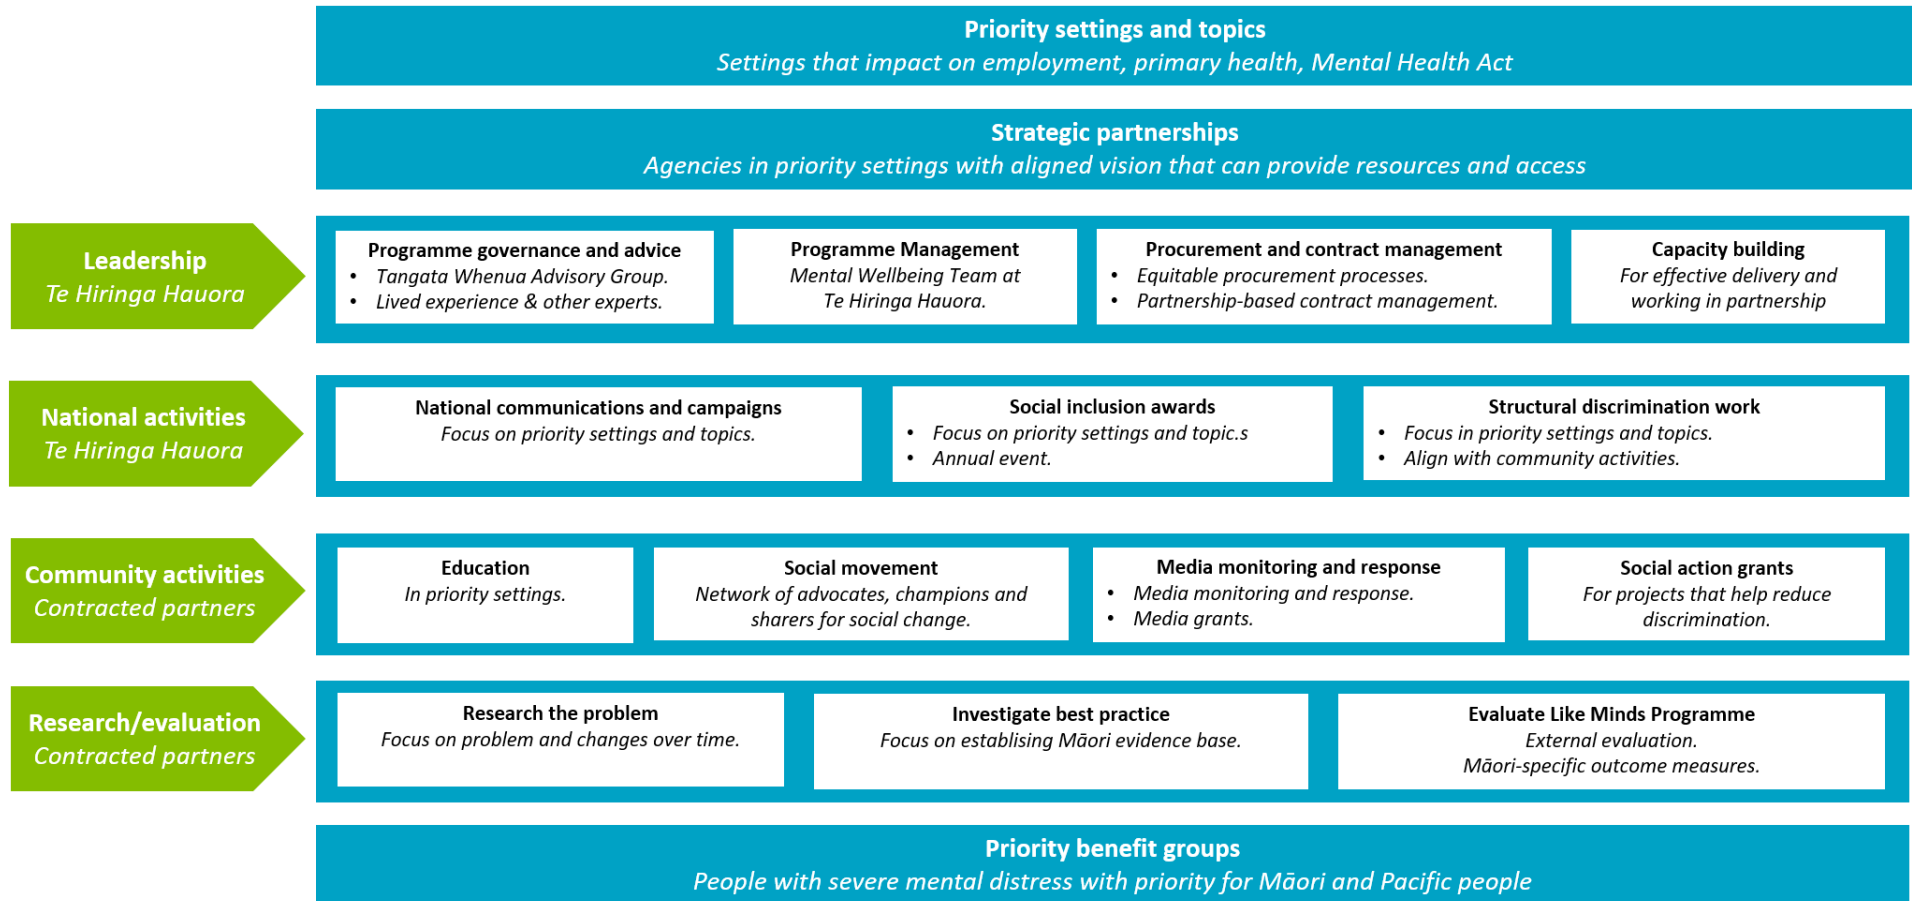 Priority settings and topics
Settings that impact on employment, primary health, Mental Health Act
Strategic partnerships
Agencies in priority settings with aligned vision that can provide resources and access
Leadership
Te Hiringa Hauora
Programme governance and advice
• Tangata Whenua Advisory Group.
• Lived experience & other experts.
Programme Management
Mental Wellbeing Team at
Te Hiringa Hauora.
Procurement and contract management
• Equitable procurement processes.
• Partnership-based contract management.
Capacity building
For effective delivery and
working in partnership
National activities
Te Hiringa Hauora
National communications and campaigns
Focus on priority settings and topics.
Social inclusion awards
• Focus on priority settings and topic.s
• Annual event.
Structural discrimination work
• Focus in priority settings and topics.
• Align with community activities.
Community activities
Contracted partners
Education
In priority settings.
Social movement
Network of advocates, champions and
sharers for social change.
Media monitoring and response
• Media monitoring and response.
• Media grants.
Social action grants
For projects that help reduce
discrimination.
Research/evaluation
Contracted partners
Research the problem
Focus on problem and changes over time.
Investigate best practice
Focus on establising Māori evidence base.
Evaluate Like Minds Programme
External evaluation.
Māori-specific outcome measures.
Priority benefit groups
People with severe mental distress with priority for Māori and Pacific people